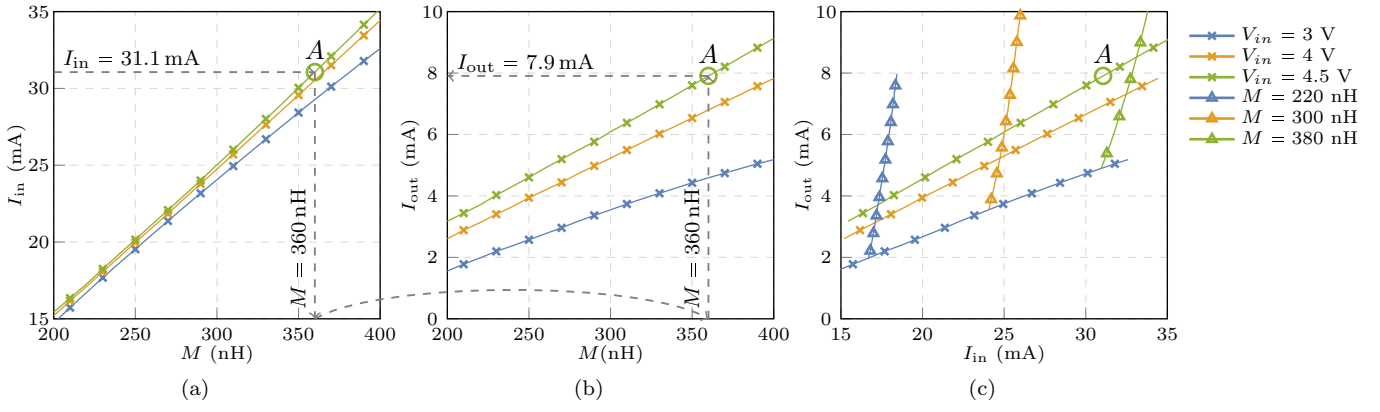 35
30
25
20
15
I_in (mA)
200 250 300 350 400
M (nH)
I_in = 31.1 mA
A
M = 360 nH
(a)
10
8
6
4
2
0
I_out (mA)
200 250 300 350 400
M(nH)
I_out = 7.9 mA
A
M = 360 nH
(b)
10
8
6
4
2
0
I_out (mA)
15 20 25 30 35
I_in (mA)
A
(c)
V_in = 3 V
V_in = 4 V
V_in = 4.5 V
M = 220 nH
M = 300 nH
M = 380 nH